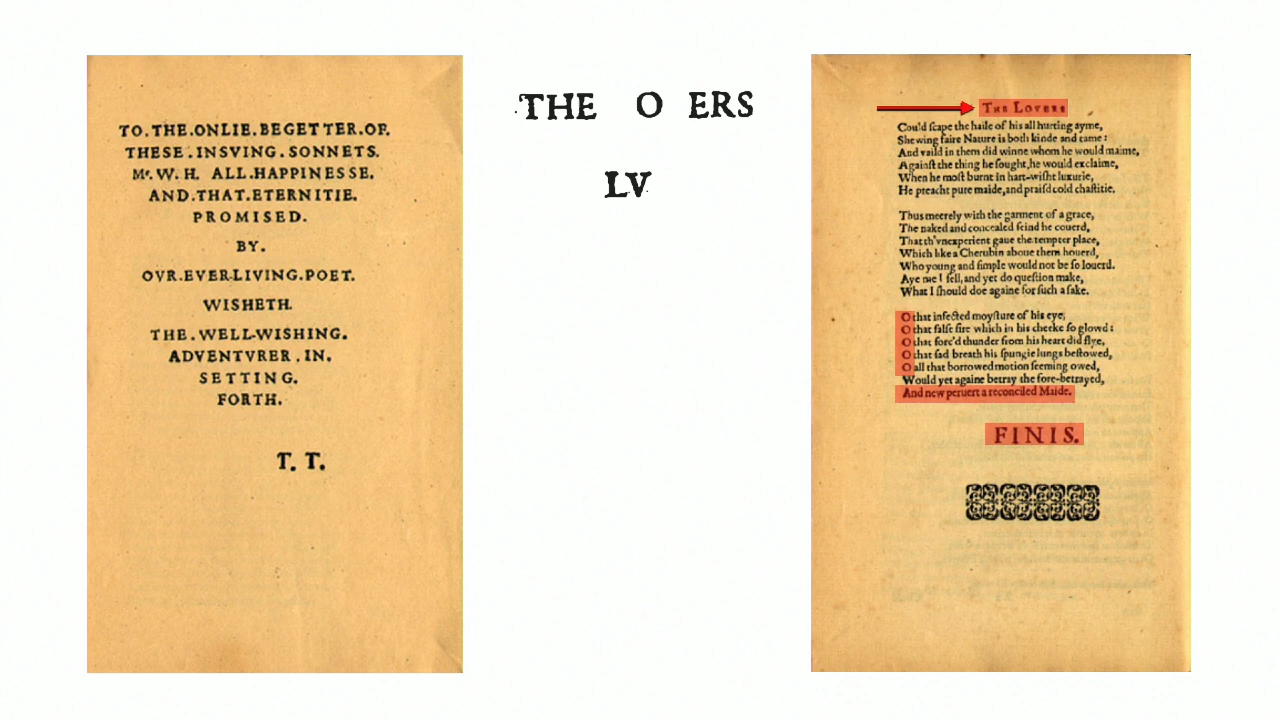 TO.THE.ONLIE.BEGETTER.OF.
THESE.INSVING.SONNETS.
Mr.W.H. ALL.HAPPINESSE.
AND.THAT.ETERNITIE.
PROMISED.
BY.
OVR.EVER-LIVING.POET.
WISHETH.
THE.WELL-WISHING.
ADVENTVRER.IN.
SETTING.
FORTH.
T. T.
THE O ERS
LV
THE LOVERS
Could ſcape the haile of his all hurting ayme,
Shewing faire Nature is both kinde and tame:
And vaild in them did winne whom he would maime,
Againſt the thing he ſought, he would exclaime,
When he moſt burnt in hart-wiſht luxurie,
He preacht pure maide, and praiſd cold chaſtitie.
Thus meerely with the garment of a grace,
The naked and concealed feind he couerd,
That th'vnexperient gaue the tempter place,
Which like a Cherubin aboue them houerd,
Who young and ſimple would not be ſo louerd.
Aye me I fell, and yet do queſtion make,
What I ſhould doe againe for ſuch a ſake.
O that infected moyſture of his eye,
O that falſe fire which in his cheeke ſo glowd:
O that forc'd thunder from his heart did flye,
O that ſad breath his ſpungie lungs beſtowed,
O all that borrowed motion ſeeming owed,
Would yet againe betray the fore-betrayed,
And new peruert a reconciled Maide.
FINIS.